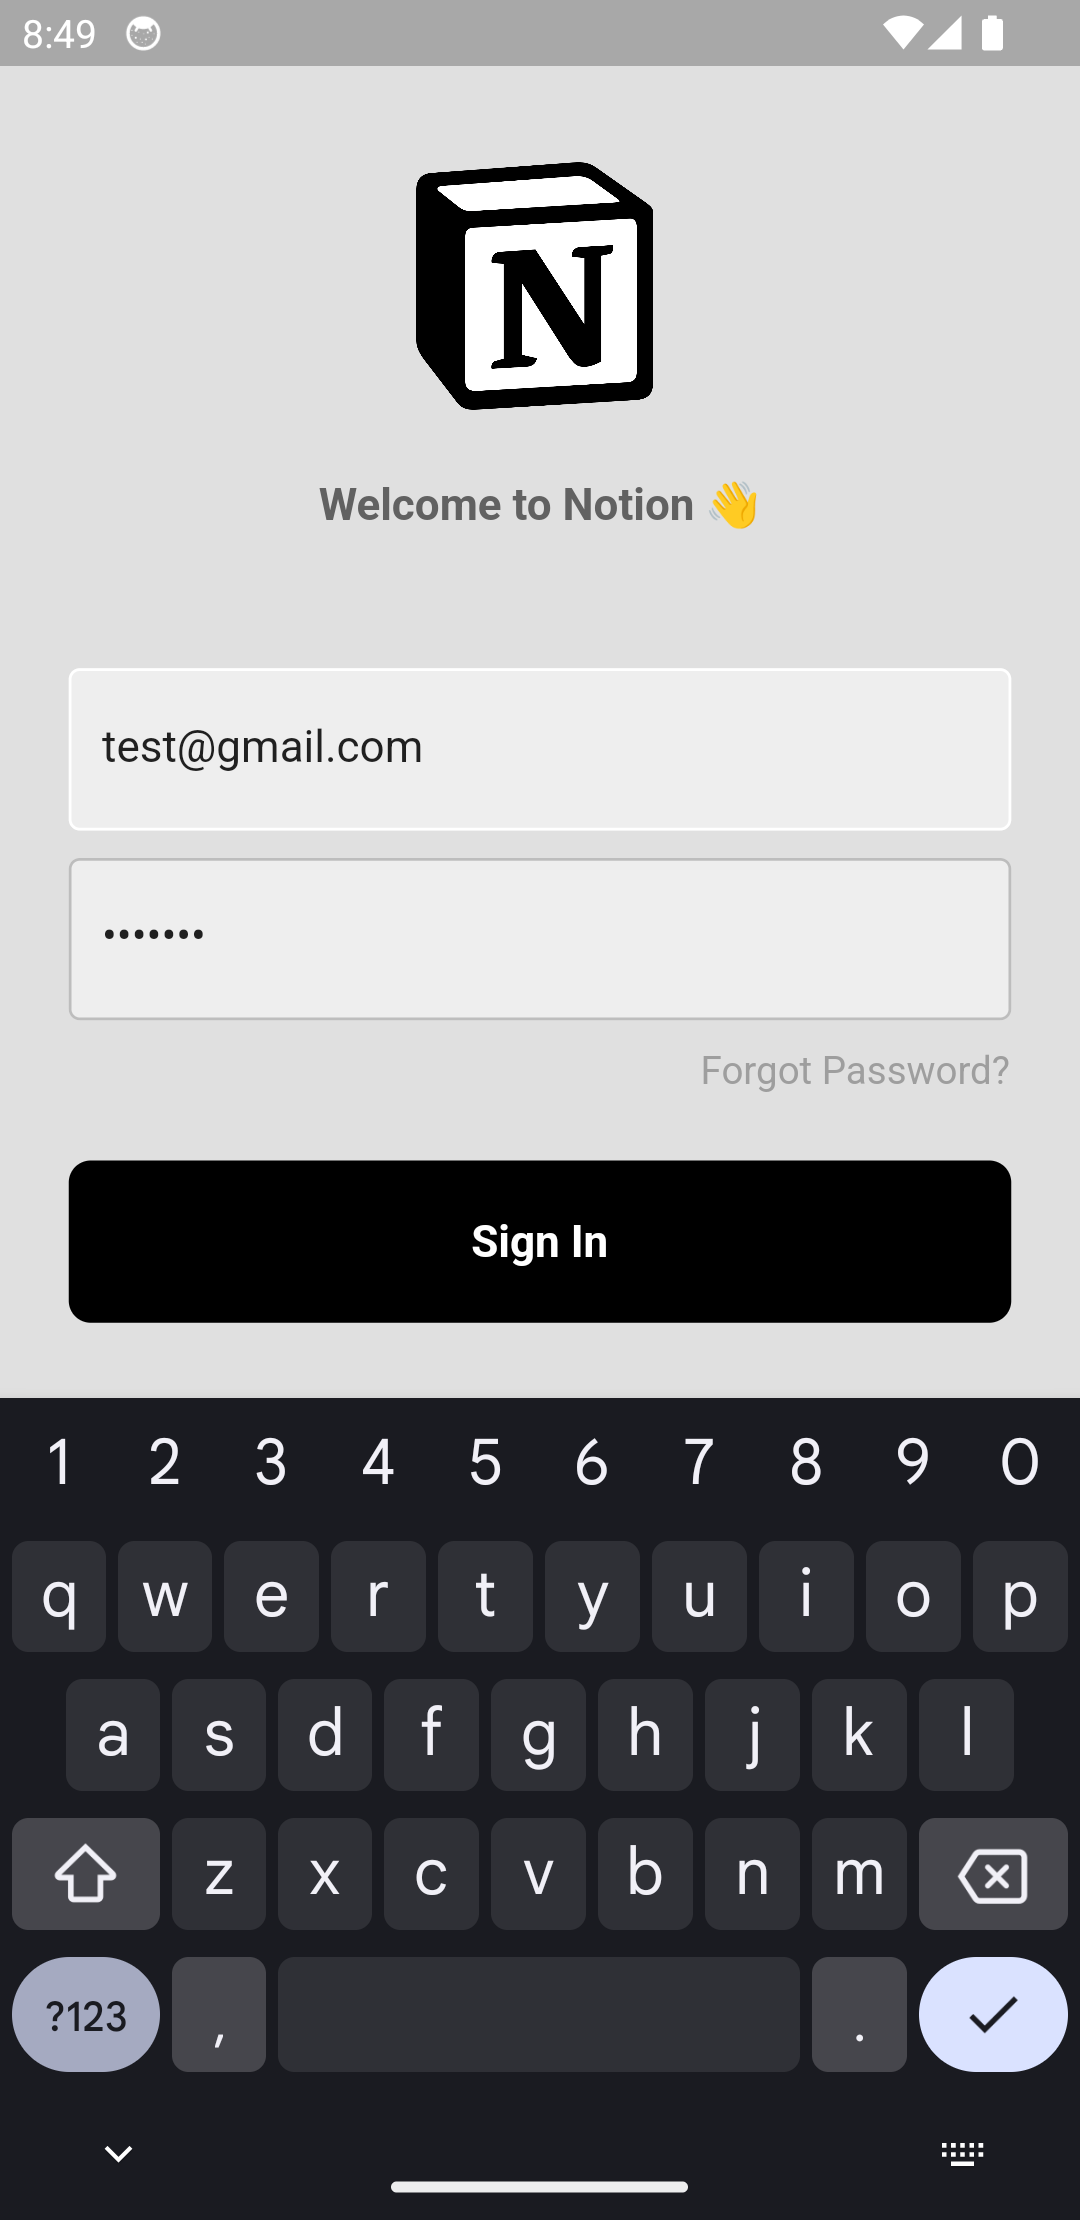 8:49
N
Welcome to Notion 👋
test@gmail.com
•••••••
Forgot Password?
Sign In
1 2 3 4 5 6 7 8 9 0
q w e r t y u i o p
a s d f g h j k l
z x c v b n m
?123 , .